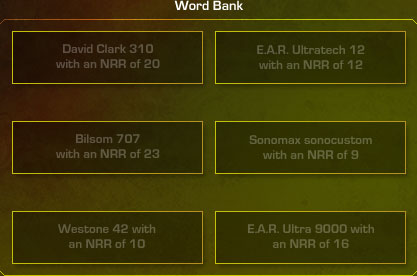 Word Bank
David Clark 310
with an NRR of 20
E.A.R. Ultratech 12
with an NRR of 12
Bilsom 707
with an NRR of 23
Sonomax sonocustom
with an NRR of 9
Westone 42 with
an NRR of 10
E.A.R. Ultra 9000 with
an NRR of 16